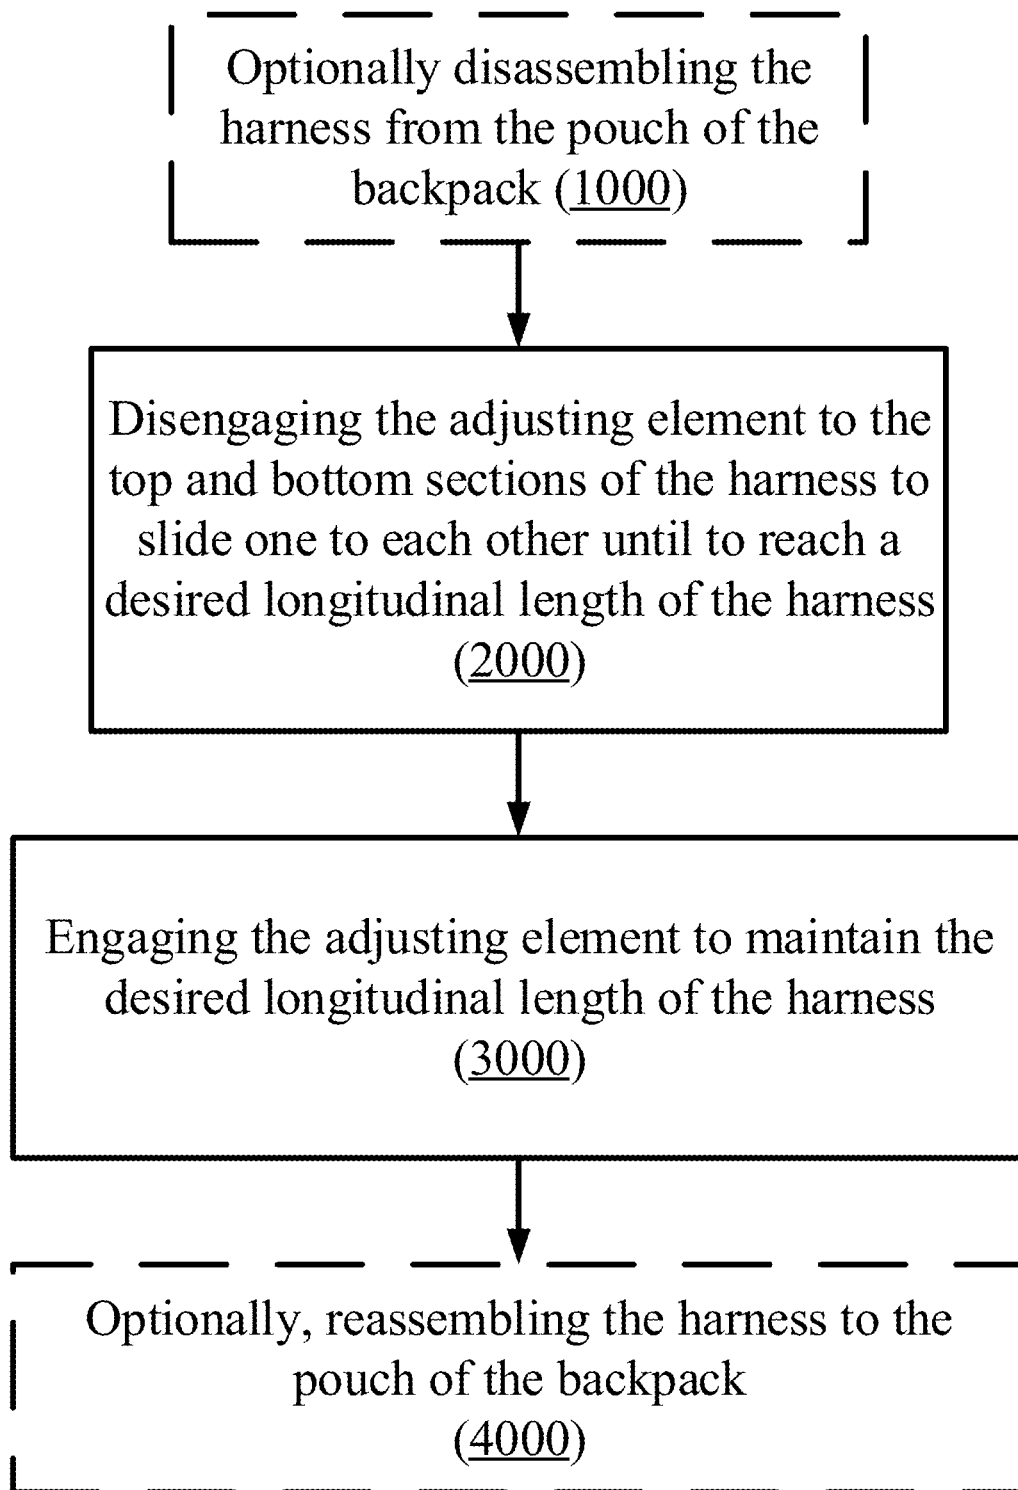 Optionally disassembling the
harness from the pouch of the
backpack (1000)
Disengaging the adjusting element to the
top and bottom sections of the harness to
slide one to each other until to reach a
desired longitudinal length of the harness
(2000)
Engaging the adjusting element to maintain the
desired longitudinal length of the harness
(3000)
Optionally, reassembling the harness to the
pouch of the backpack
(4000)